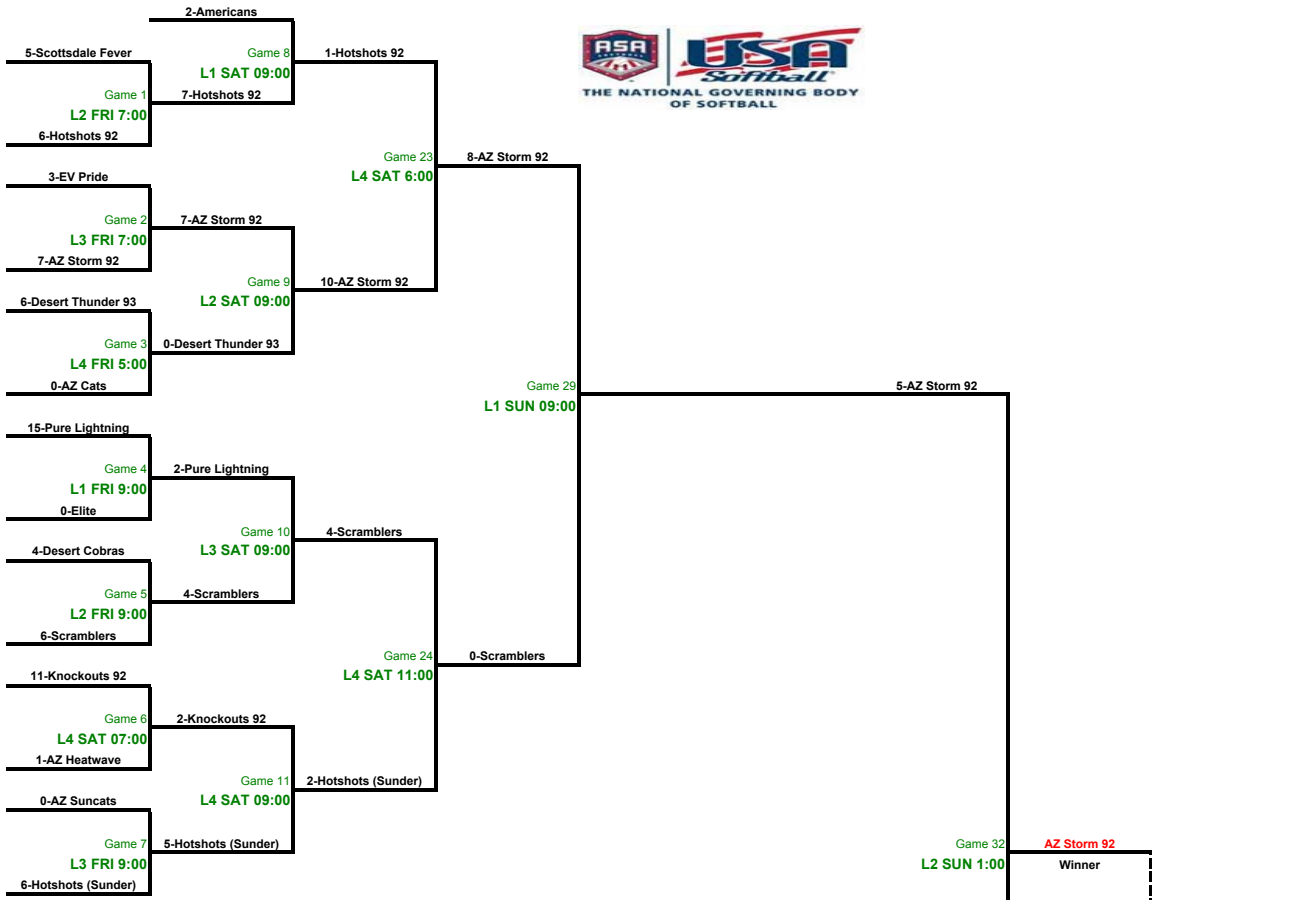 2-Americans
5-Scottsdale Fever
Game 8
1-Hotshots 92
L1 SAT 09:00
Game 1
7-Hotshots 92
L2 FRI 7:00
6-Hotshots 92
ASA
USA
Softball
THE NATIONAL GOVERNING BODY
OF SOFTBALL
Game 23
8-AZ Storm 92
L4 SAT 6:00
3-EV Pride
Game 2
7-AZ Storm 92
L3 FRI 7:00
7-AZ Storm 92
Game 9
10-AZ Storm 92
L2 SAT 09:00
6-Desert Thunder 93
Game 3
0-Desert Thunder 93
L4 FRI 5:00
0-AZ Cats
Game 29
5-AZ Storm 92
L1 SUN 09:00
15-Pure Lightning
Game 4
2-Pure Lightning
L1 FRI 9:00
0-Elite
Game 10
4-Scramblers
L3 SAT 09:00
4-Desert Cobras
Game 5
4-Scramblers
L2 FRI 9:00
6-Scramblers
Game 24
0-Scramblers
L4 SAT 11:00
11-Knockouts 92
Game 6
2-Knockouts 92
L4 SAT 07:00
1-AZ Heatwave
Game 11
2-Hotshots (Sunder)
L4 SAT 09:00
0-AZ Suncats
Game 7
5-Hotshots (Sunder)
L3 FRI 9:00
6-Hotshots (Sunder)
Game 32
AZ Storm 92
L2 SUN 1:00
Winner